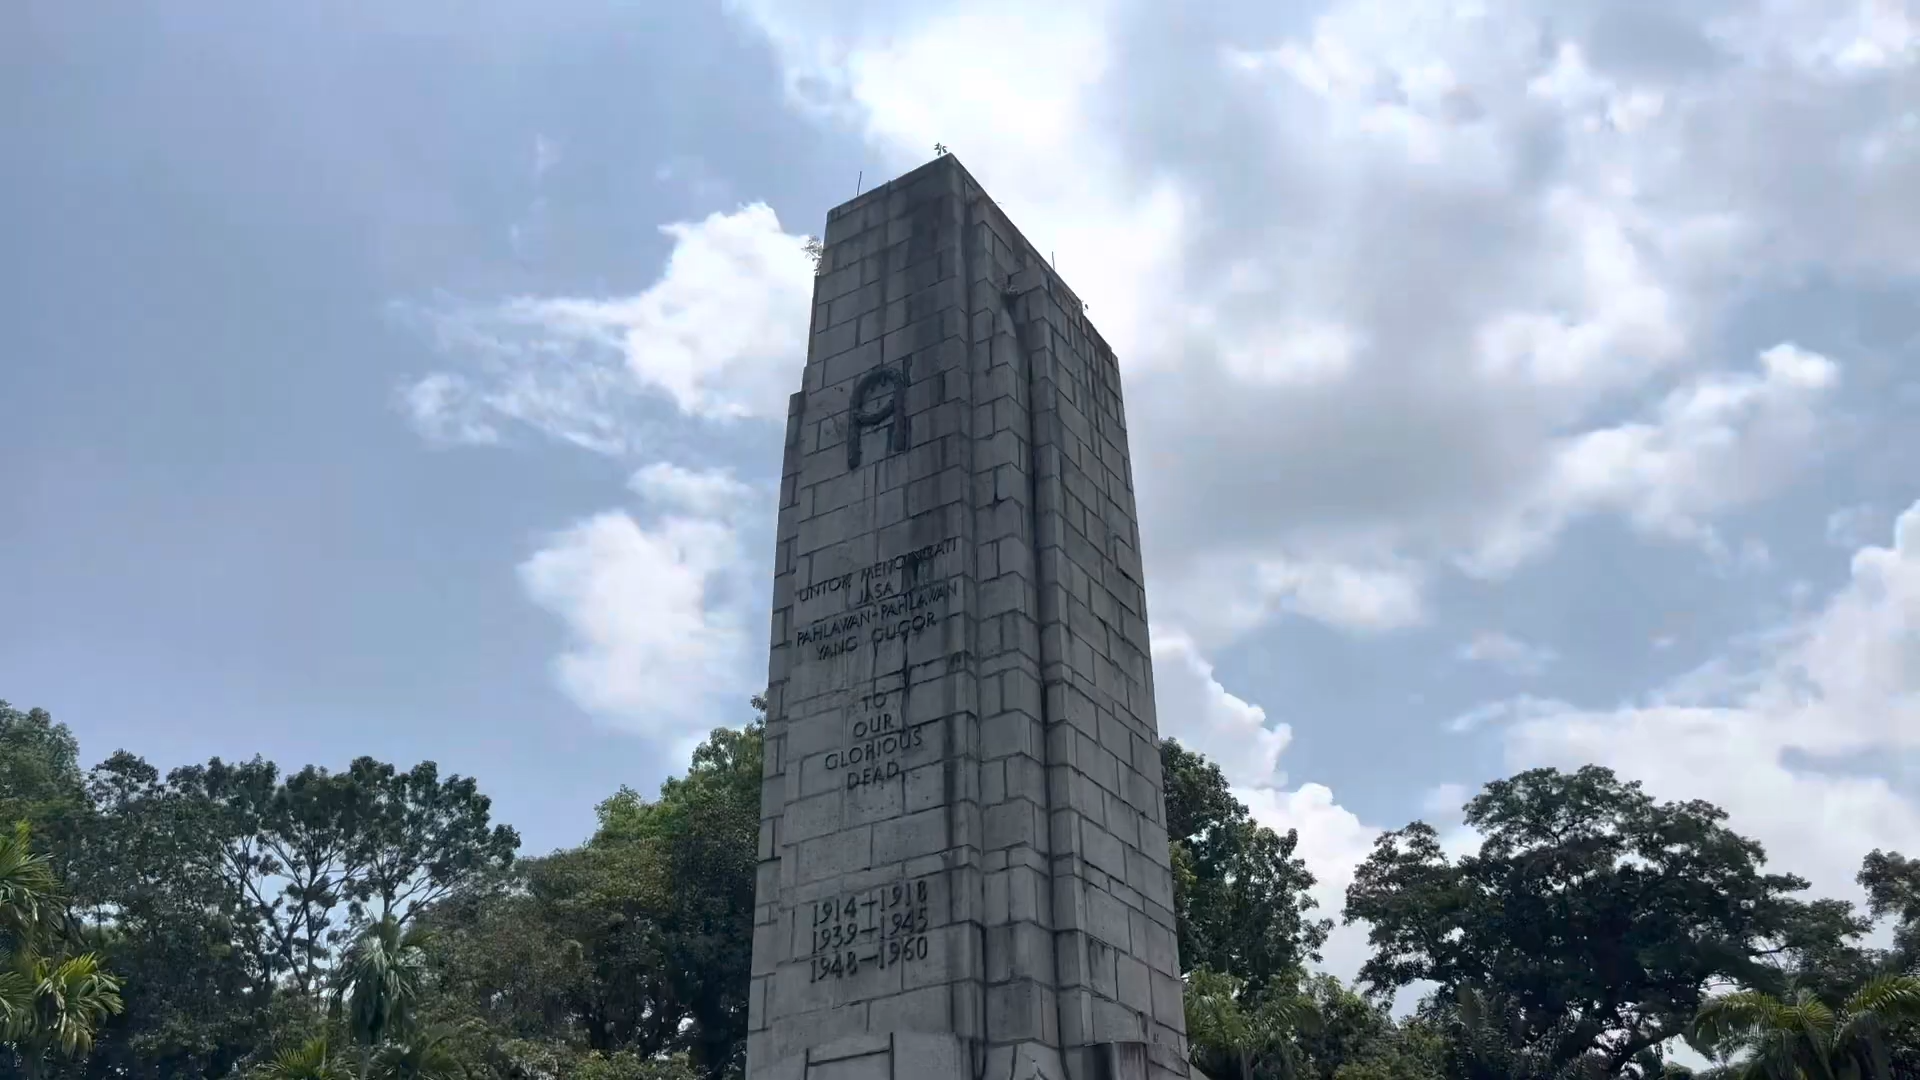 UNTOK MENGINGATI
JASA
PAHLAWAN-PAHLAWAN
YANG GUGOR
TO
OUR
GLORIOUS
DEAD
1914-1918
1939-1945
1948-1960